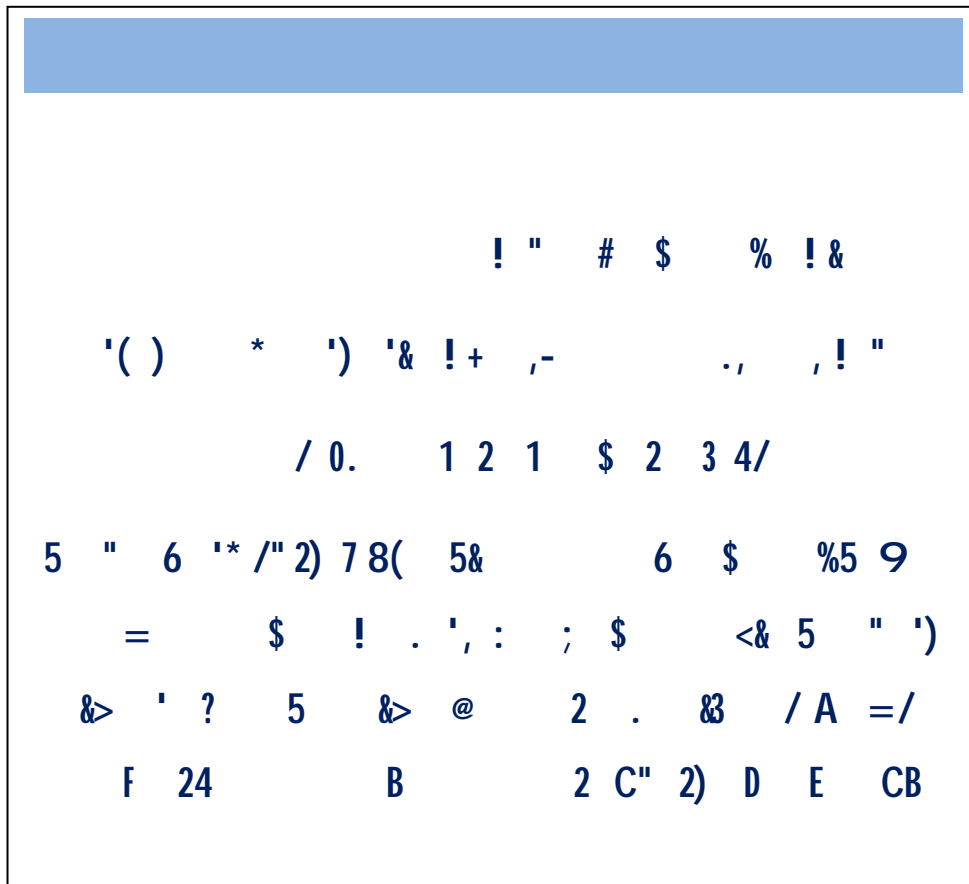 ! " # $ % ! &
'( ) * ') '& ! + ,- ., , ! "
/ 0. 1 2 1 $ 2 3 4/
5 " 6 '* /" 2) 7 8( 5& 6 $ %5 9
= $ ! . ', : ; $ <& 5 " ')
&> ' ? 5 &> @ 2 . &3 / A =/
F 24 B 2 C" 2) D E CB